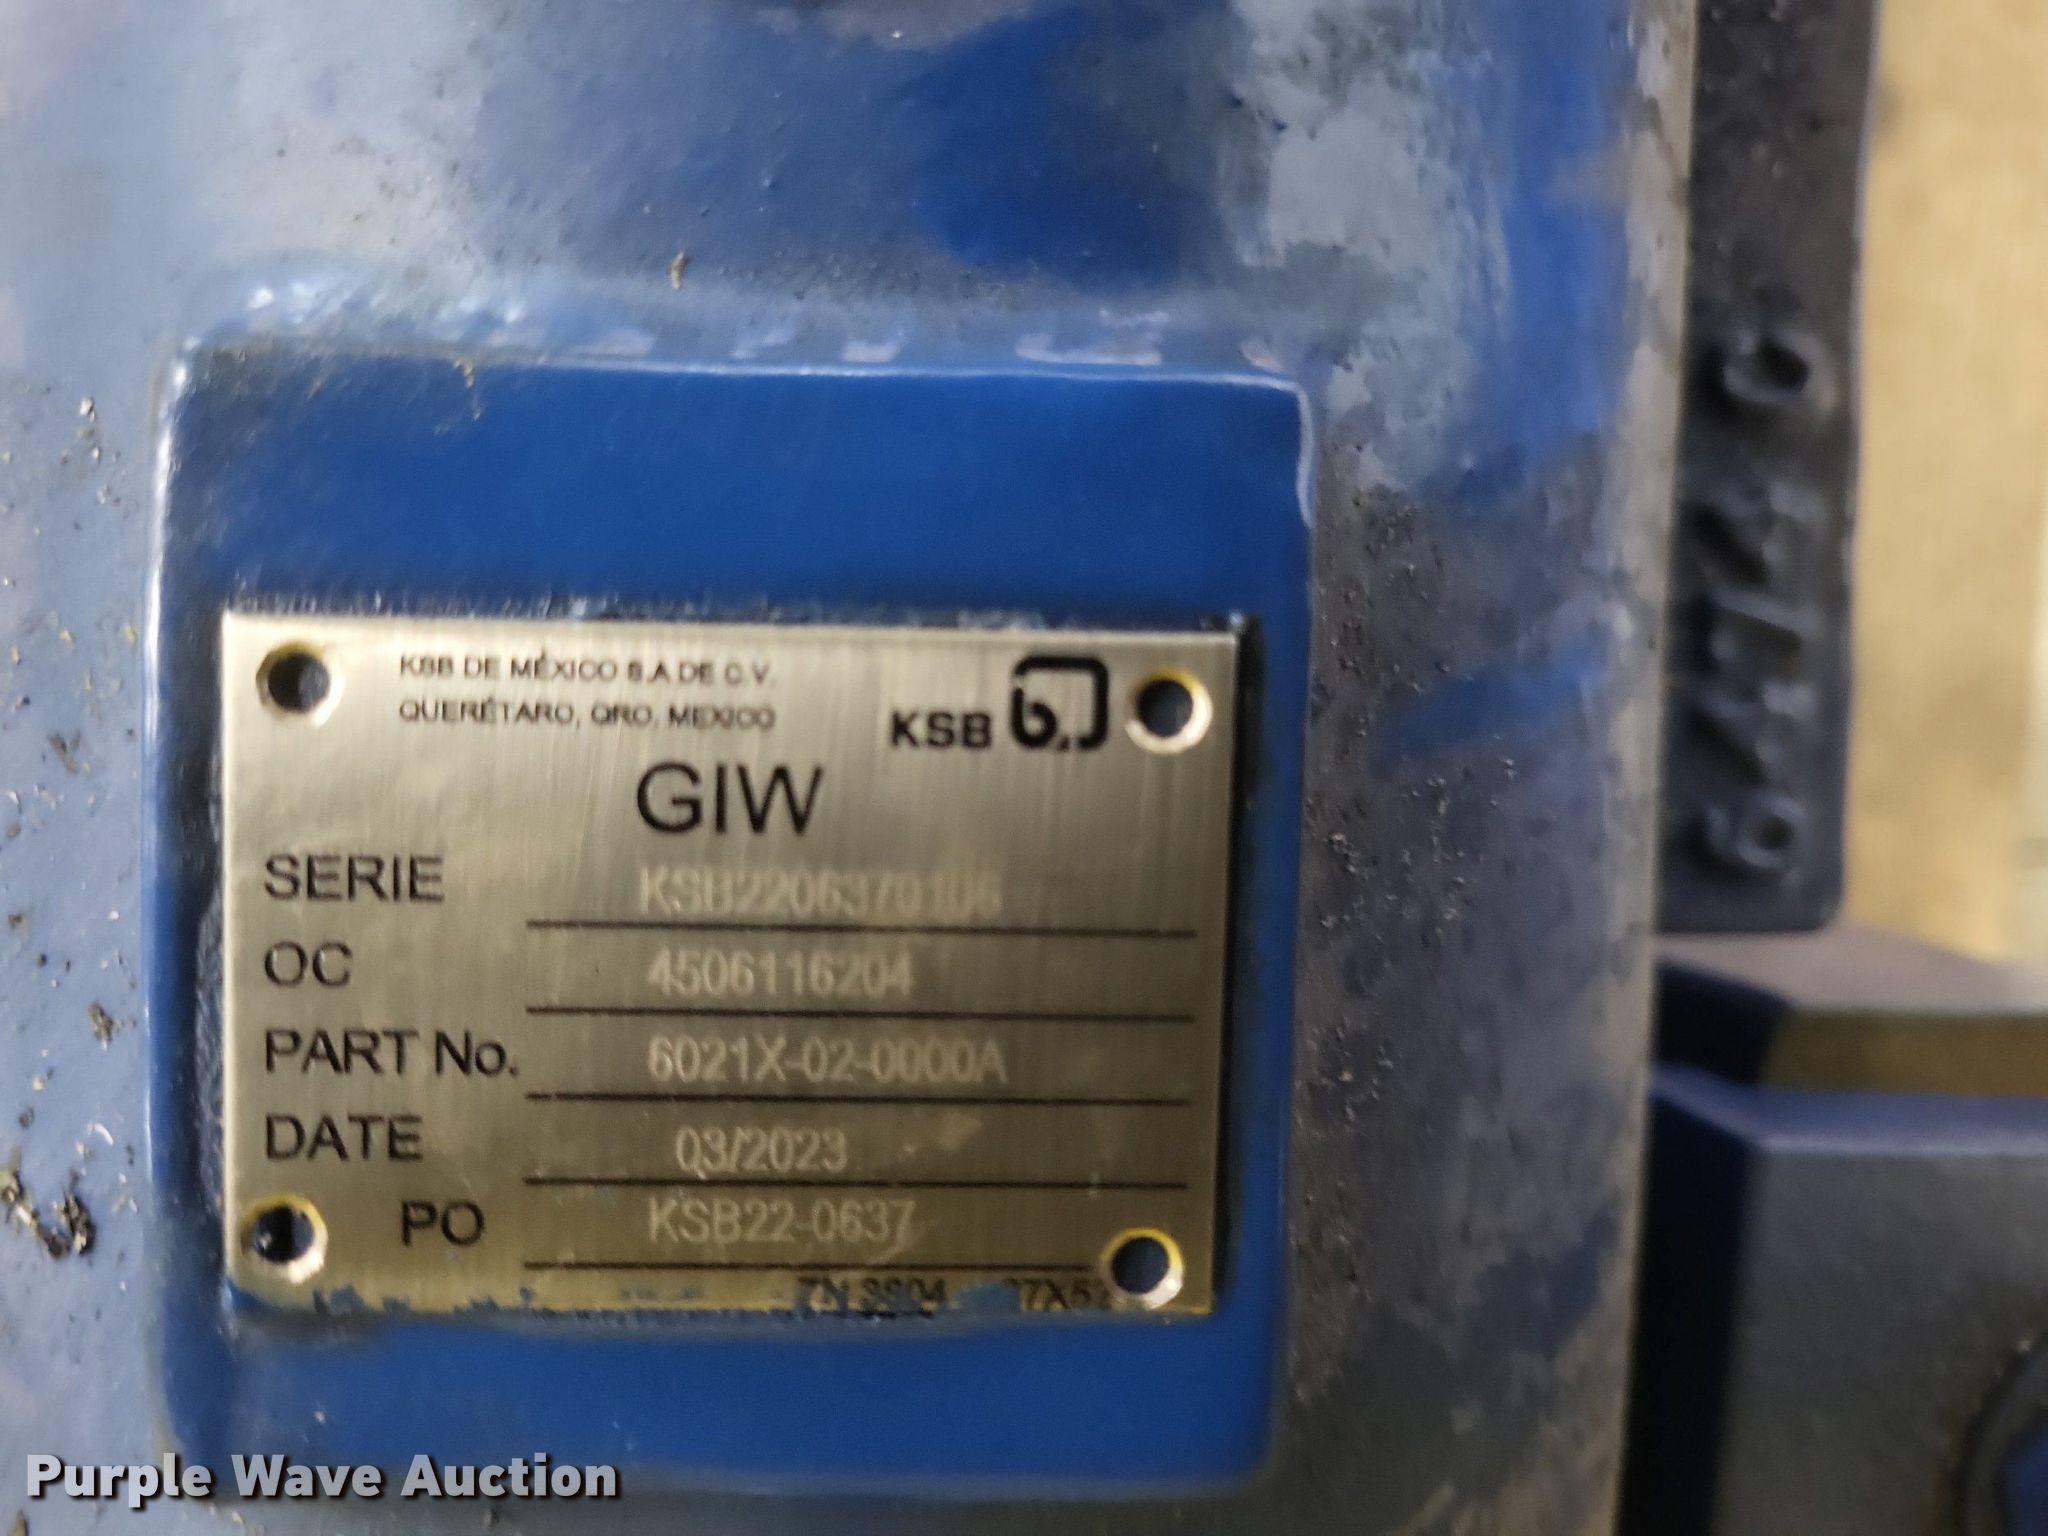 KSB DE MÉXICO S.A DE C.V.
QUERÉTARO, QRO. MEXICO
KSB
GIW
SERIE KSB220637010S
OC 4506116204
PART No. 6021X-02-0000A
DATE 03/2023
PO KSB22-0637
Purple Wave Auction